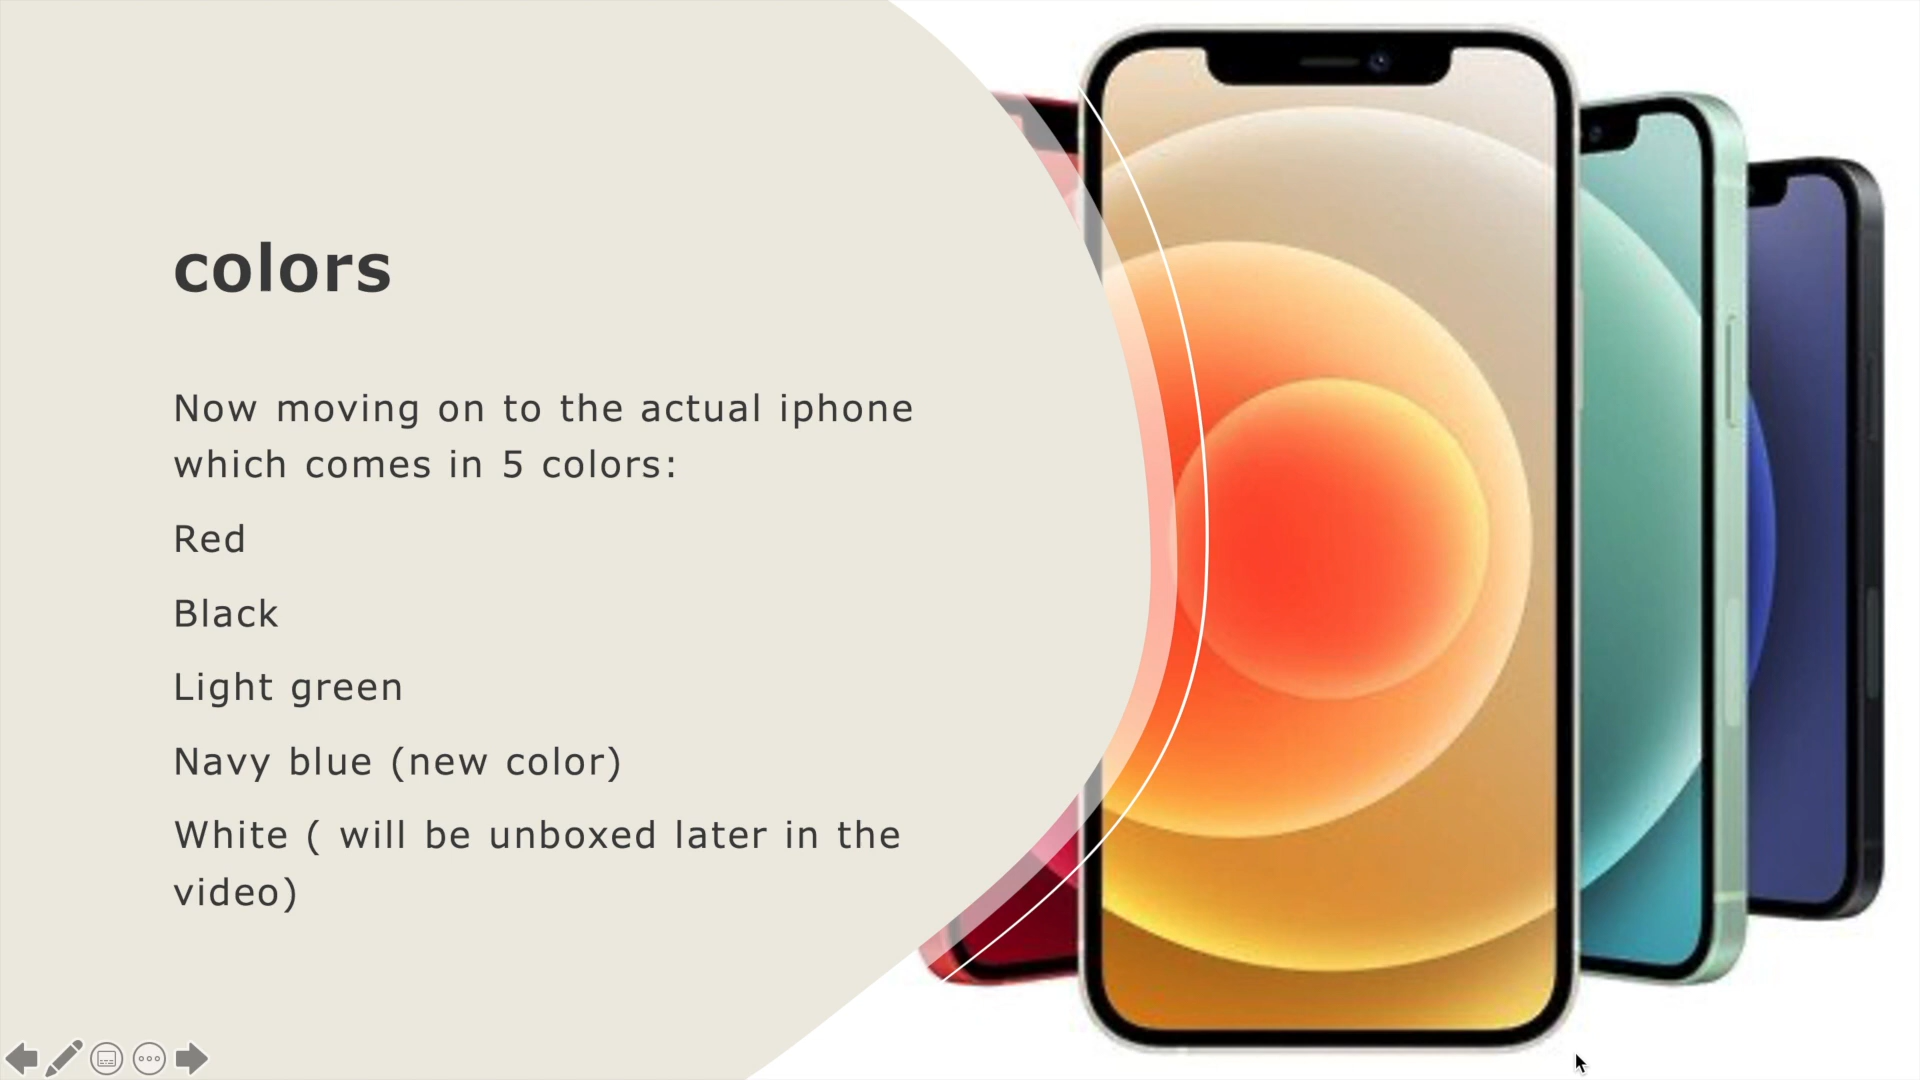 colors
Now moving on to the actual iphone
which comes in 5 colors:
Red
Black
Light green
Navy blue (new color)
White ( will be unboxed later in the
video)